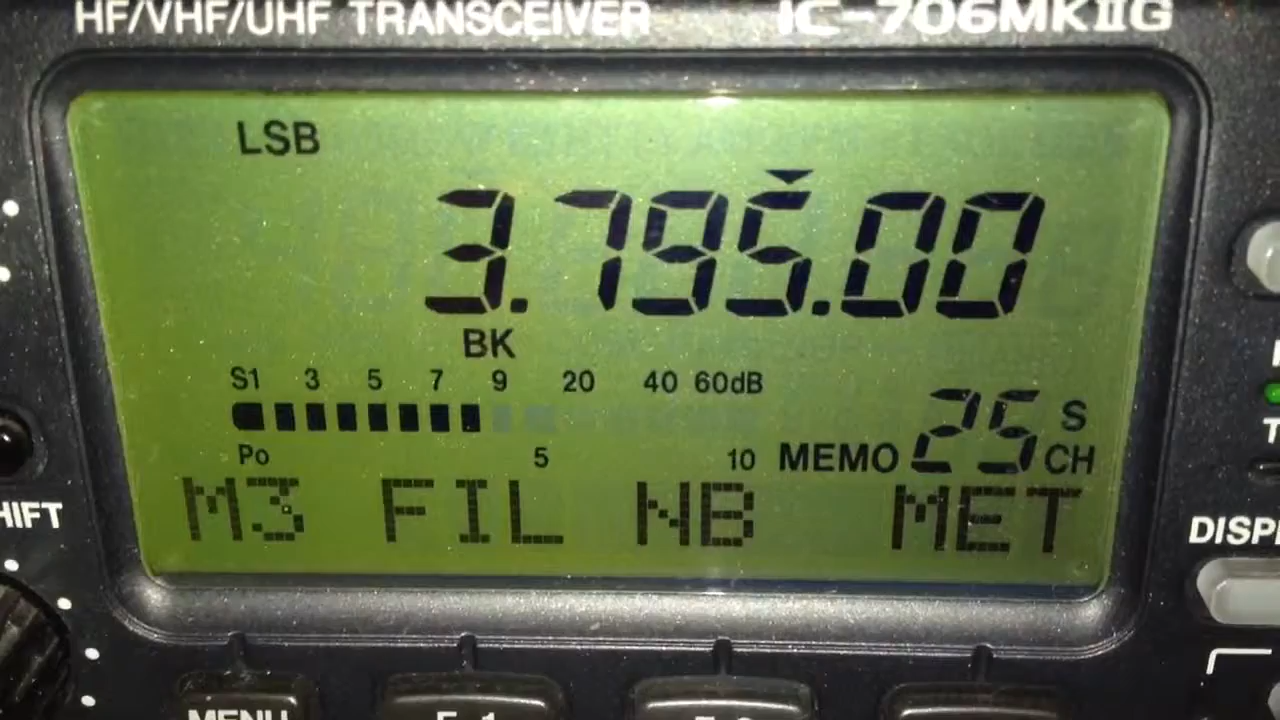 HF/VHF/UHF TRANSCEIVER IC-706MKIIG
LSB
3.795.00
BK
S1 3 5 7 9 20 40 60dB
25 S
Po 5 10 MEMO CH
M3 FIL NB MET
HIFT
DISP
MENU